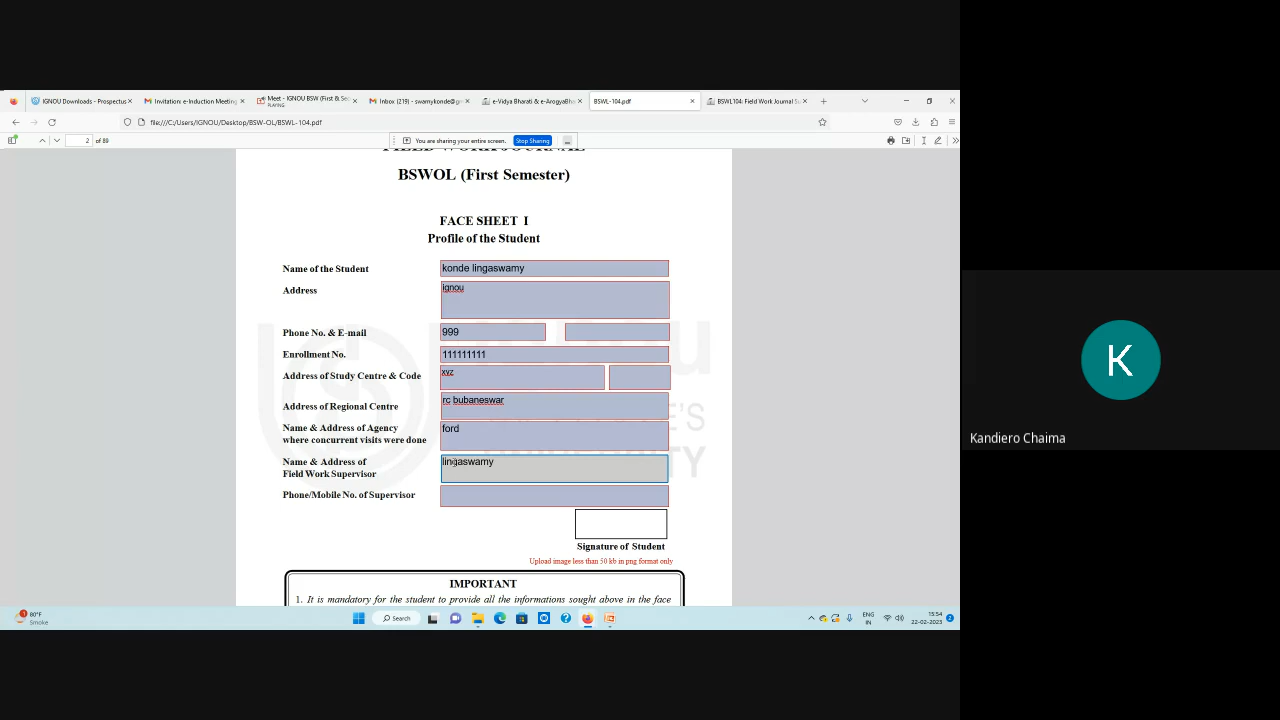 IGNOU Downloads - Prospectus
Invitation: e-Induction Meeting
Meet - IGNOU BSW (First & Sec
PLAYING
Inbox (219) - swamykonde@g
e-Vidya Bharati & e-ArogyaBha
BSWL-104.pdf
BSWL104: Field Work Journal Su
file:///C:/Users/IGNOU/Desktop/BSW-OL/BSWL-104.pdf
2 of 89
You are sharing your entire screen. Stop Sharing
FIELD WORK JOURNAL
BSWOL (First Semester)
FACE SHEET I
Profile of the Student
Name of the Student konde lingaswamy
Address ignou
Phone No. & E-mail 999
Enrollment No. 111111111
Address of Study Centre & Code xvz
Address of Regional Centre rc bubaneswar
Name & Address of Agency ford
where concurrent visits were done
Name & Address of lingaswamy
Field Work Supervisor
Phone/Mobile No. of Supervisor
Signature of Student
Upload image less than 50 kb in png format only
IMPORTANT
1. It is mandatory for the student to provide all the informations sought above in the face
K
Kandiero Chaima
80°F
Smoke
Search
ENG
IN
15:54
22-02-2023